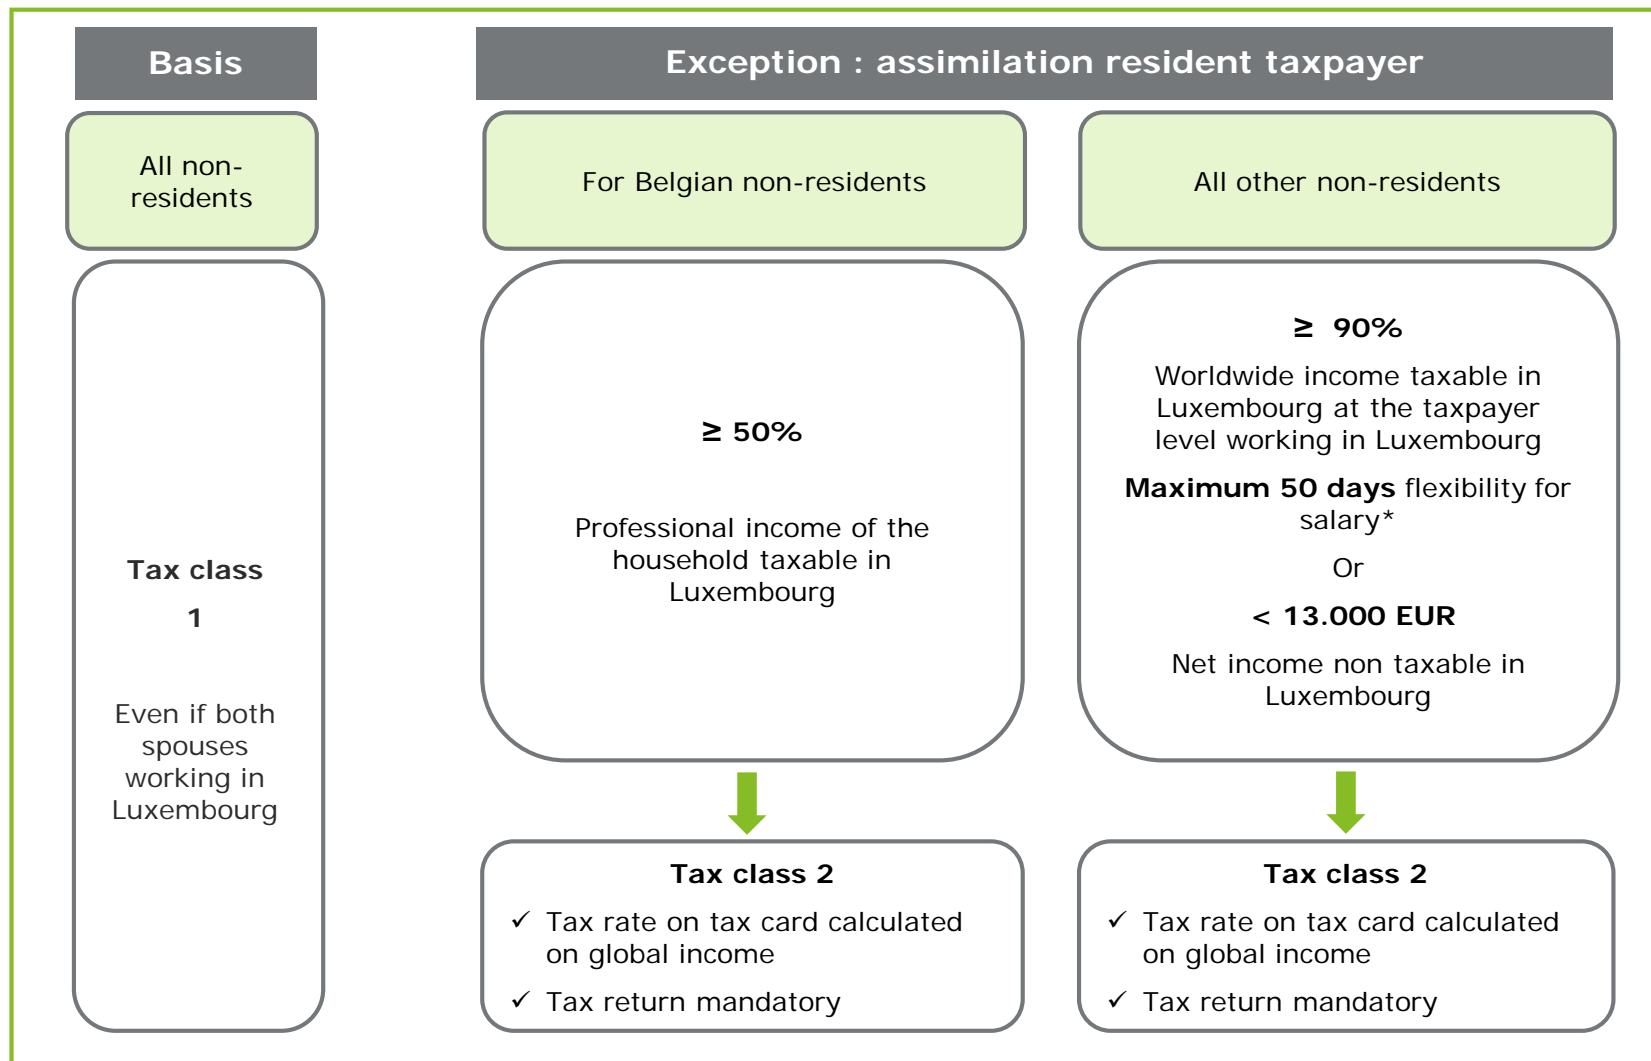 Basis
Exception : assimilation resident taxpayer
All non-
residents
For Belgian non-residents
All other non-residents
Tax class
1
Even if both
spouses
working in
Luxembourg
≥ 50%
Professional income of the
household taxable in
Luxembourg
≥ 90%
Worldwide income taxable in
Luxembourg at the taxpayer
level working in Luxembourg
Maximum 50 days flexibility for
salary*
Or
< 13.000 EUR
Net income non taxable in
Luxembourg
Tax class 2
✓ Tax rate on tax card calculated
on global income
✓ Tax return mandatory
Tax class 2
✓ Tax rate on tax card calculated
on global income
✓ Tax return mandatory